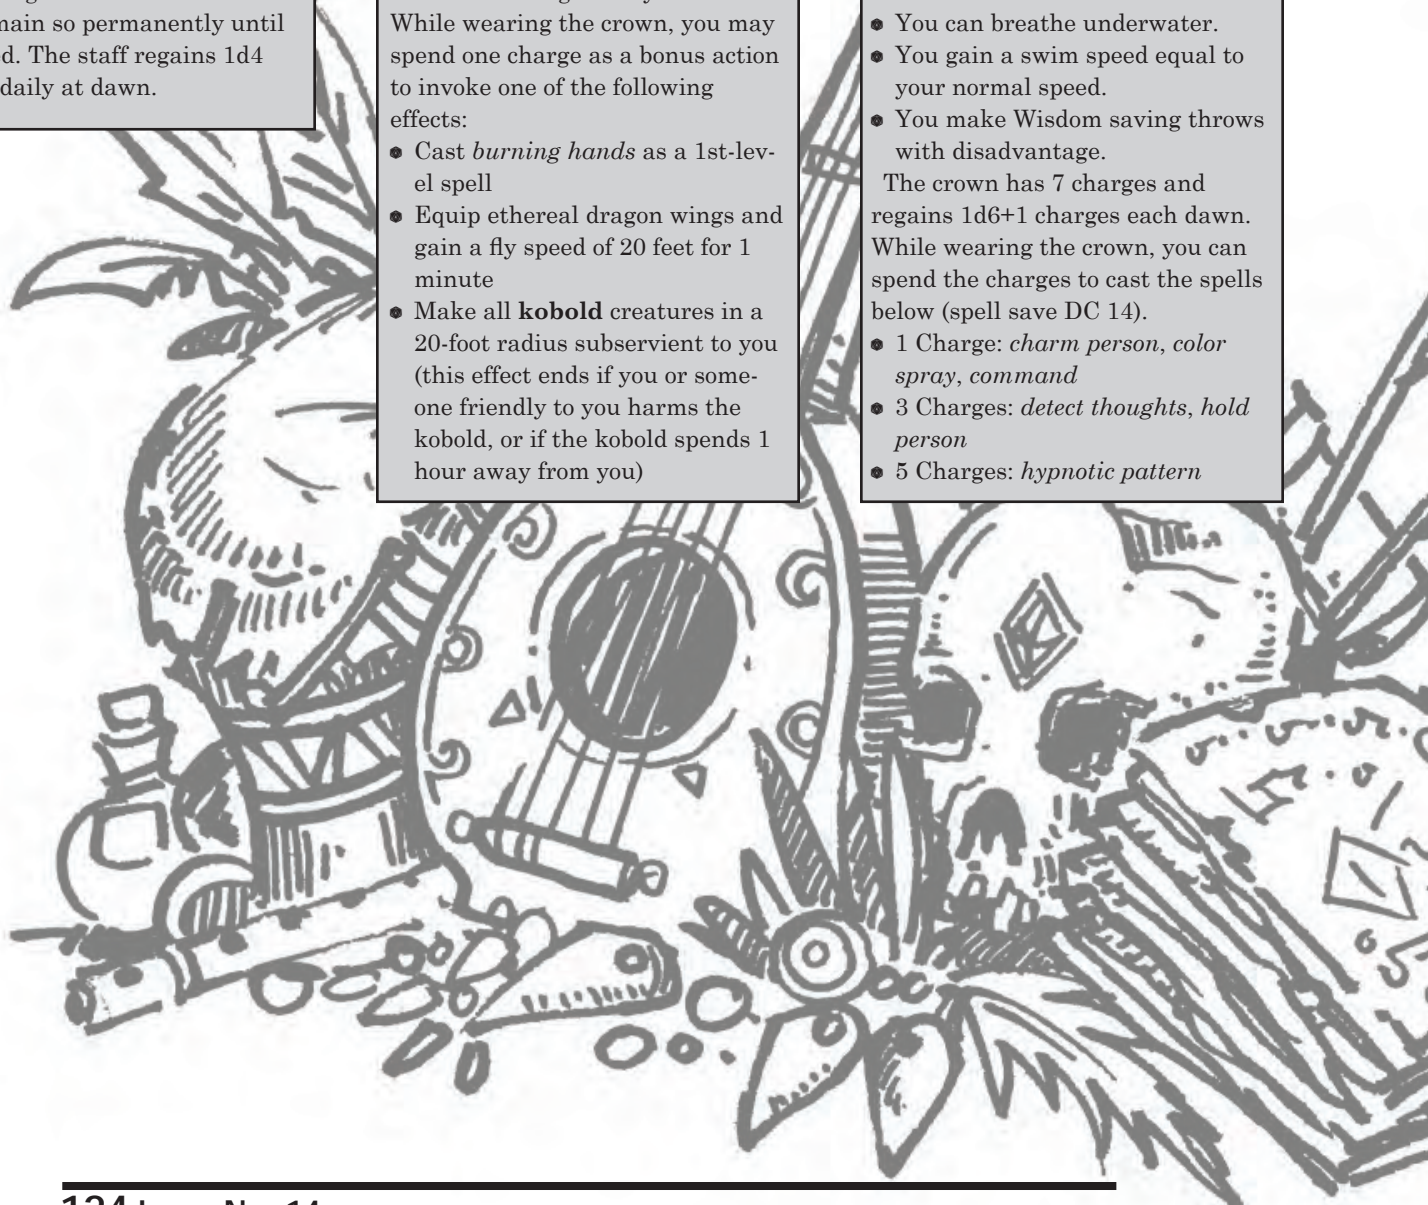 main so permanently until
The staff regains 1d4
daily at dawn.
While wearing the crown, you may
spend one charge as a bonus action
to invoke one of the following
effects:
Cast burning hands as a 1st-lev-
el spell
Equip ethereal dragon wings and
gain a fly speed of 20 feet for 1
minute
Make all kobold creatures in a
20-foot radius subservient to you
(this effect ends if you or some-
one friendly to you harms the
kobold, or if the kobold spends 1
hour away from you)
You can breathe underwater.
You gain a swim speed equal to
your normal speed.
You make Wisdom saving throws
with disadvantage.
The crown has 7 charges and
regains 1d6+1 charges each dawn.
While wearing the crown, you can
spend the charges to cast the spells
below (spell save DC 14).
1 Charge: charm person, color
spray, command
3 Charges: detect thoughts, hold
person
5 Charges: hypnotic pattern